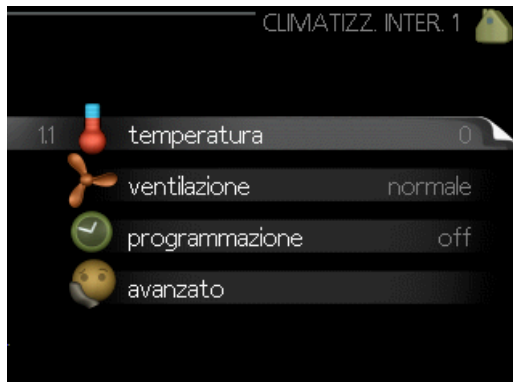 CLIMATIZZ. INTER. 1
1.1 temperatura 0
ventilazione normale
programmazione off
avanzato